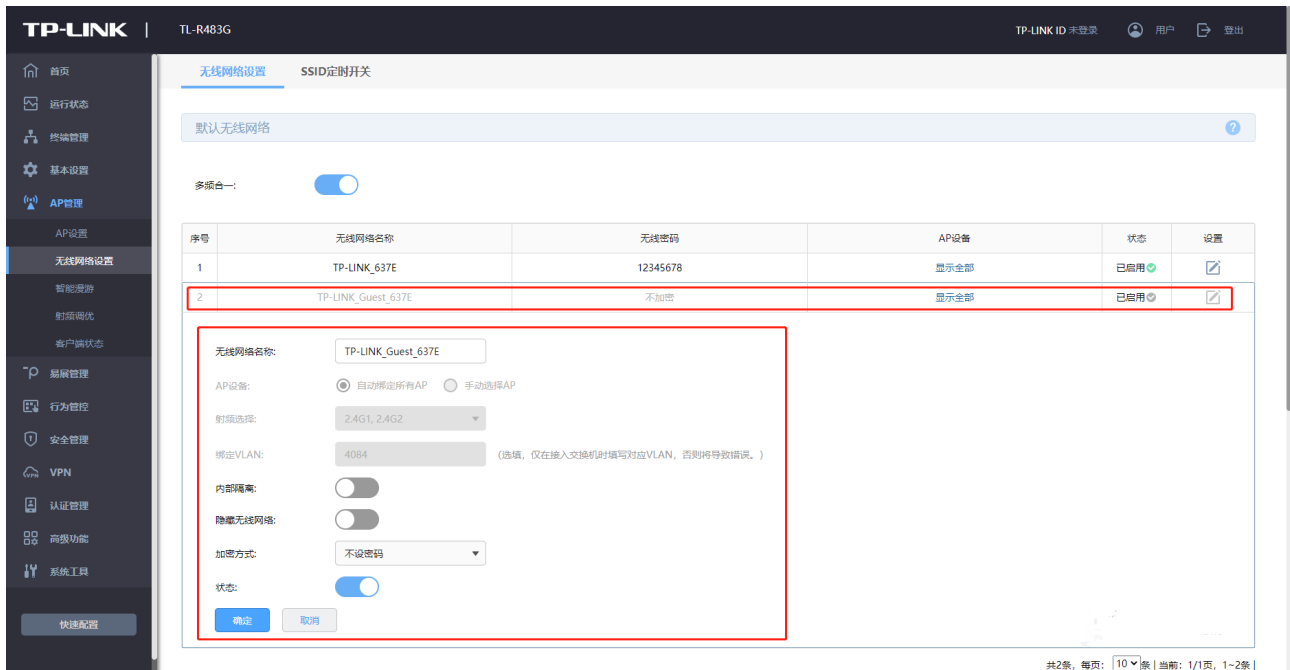 TP-LINK | TL-R483G TP-LINK ID 未登录 用户 登出
首页
运行状态
终端管理
基本设置
AP管理
AP设置
无线网络设置
智能漫游
射频调优
客户端状态
易展管理
行为管控
安全管理
VPN
认证管理
高级功能
系统工具
快速配置
无线网络设置 SSID定时开关
默认无线网络 ?
多频合一:
序号 无线网络名称 无线密码 AP设备 状态 设置
1 TP-LINK_637E 12345678 显示全部 已启用
2 TP-LINK_Guest_637E 不加密 显示全部 已启用
无线网络名称: TP-LINK_Guest_637E
AP设备: 自动绑定所有AP 手动选择AP
射频选择: 2.4G1, 2.4G2
绑定VLAN: 4084 (选填，仅在接入交换机时填写对应VLAN，否则将导致错误。)
内部隔离:
隐藏无线网络:
加密方式: 不设密码
状态:
确定 取消
共2条，每页: 10 条 | 当前: 1/1页，1~2条 |